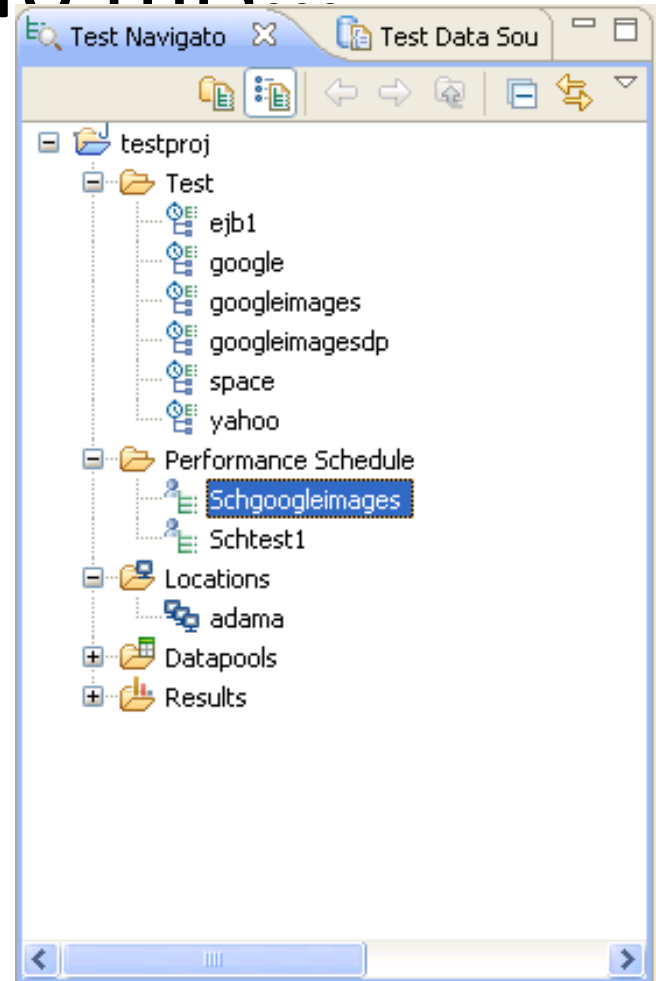 Test Navigato
Test Data Sou
testproj
Test
ejb1
google
googleimages
googleimagesdp
space
yahoo
Performance Schedule
Schgoogleimages
Schtest1
Locations
adama
Datapools
Results